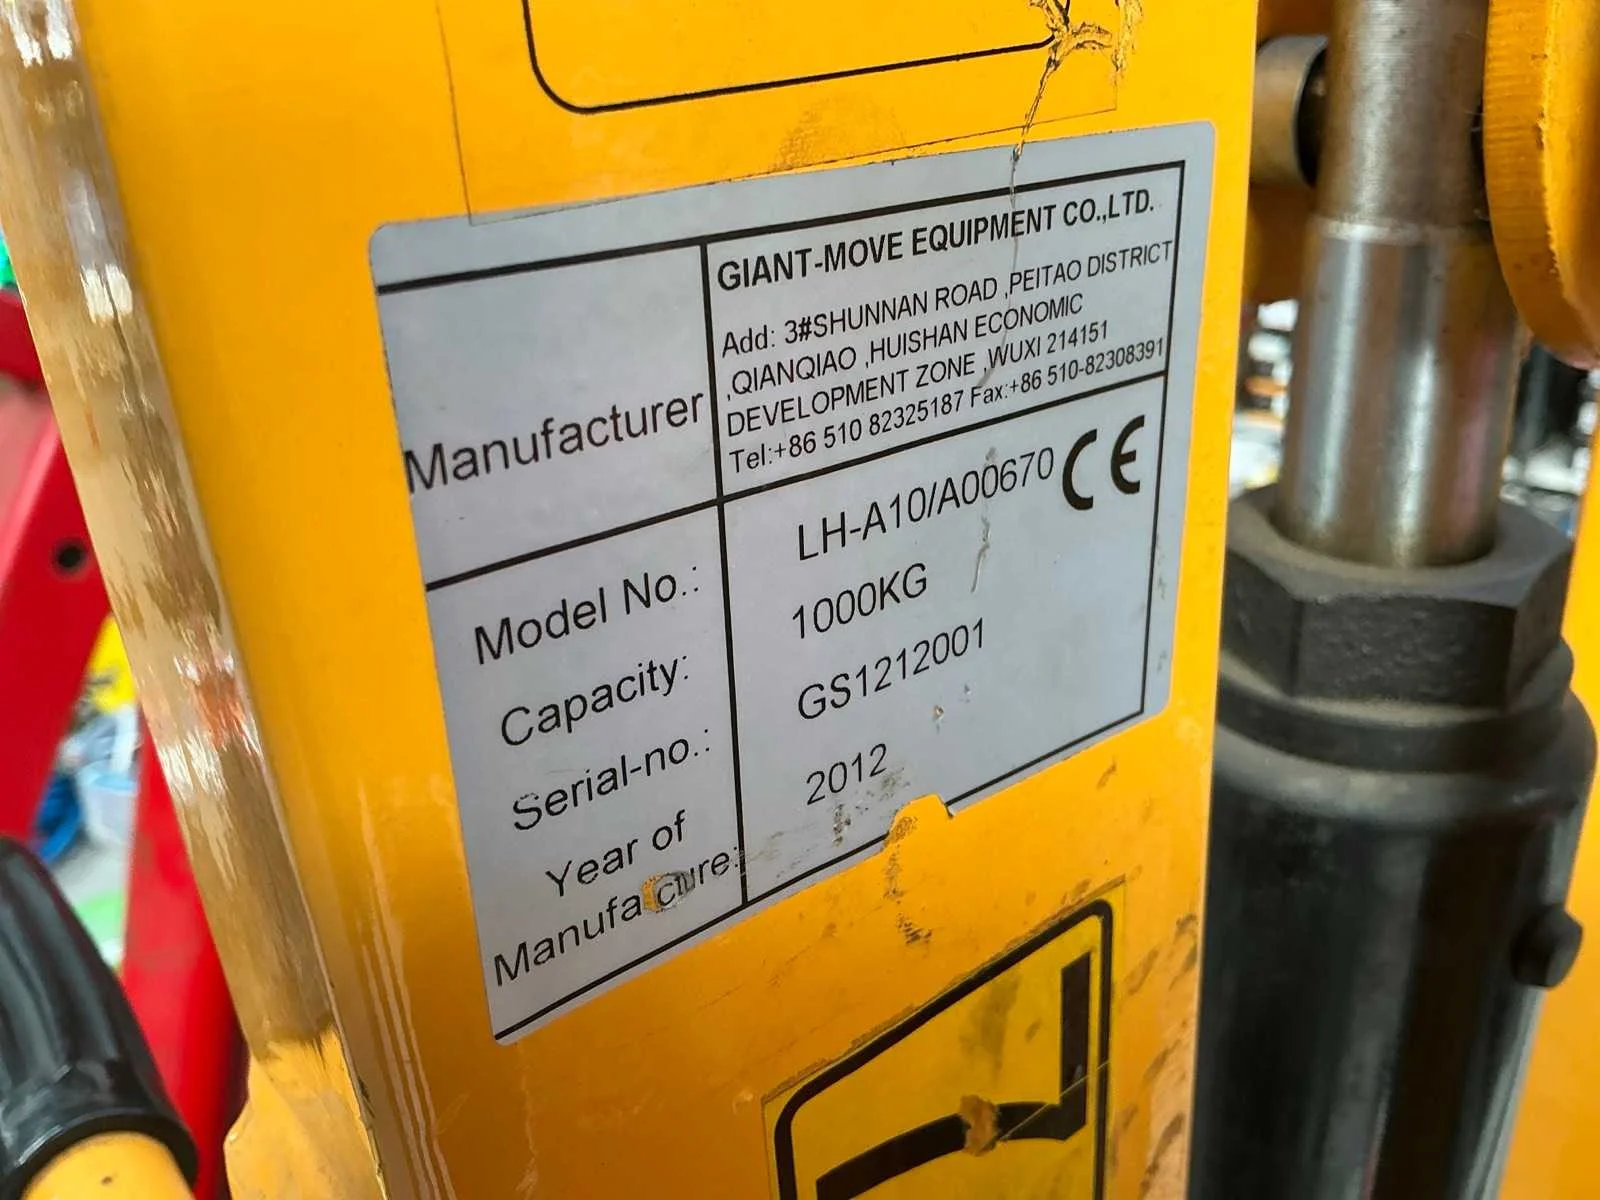 GIANT-MOVE EQUIPMENT CO.,LTD.
Add: 3#SHUNNAN ROAD ,PEITAO DISTRICT
,QIANQIAO ,HUISHAN ECONOMIC
DEVELOPMENT ZONE ,WUXI 214151
Tel:+86 510 82325187 Fax:+86 510-82308391
Manufacturer
Model No.: LH-A10/A00670 CE
Capacity: 1000KG
Serial-no.: GS1212001
Year of
Manufacture: 2012